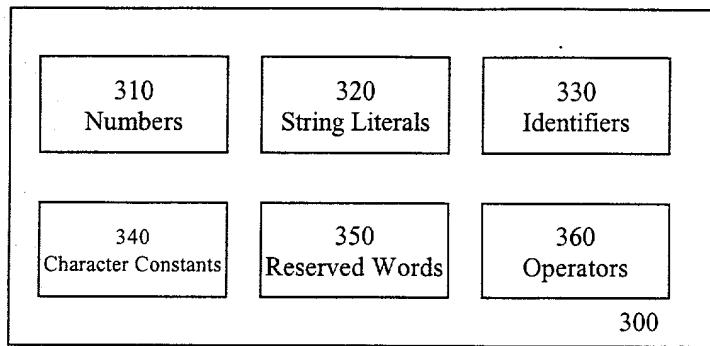 310
Numbers
320
String Literals
330
Identifiers
340
Character Constants
350
Reserved Words
360
Operators
300